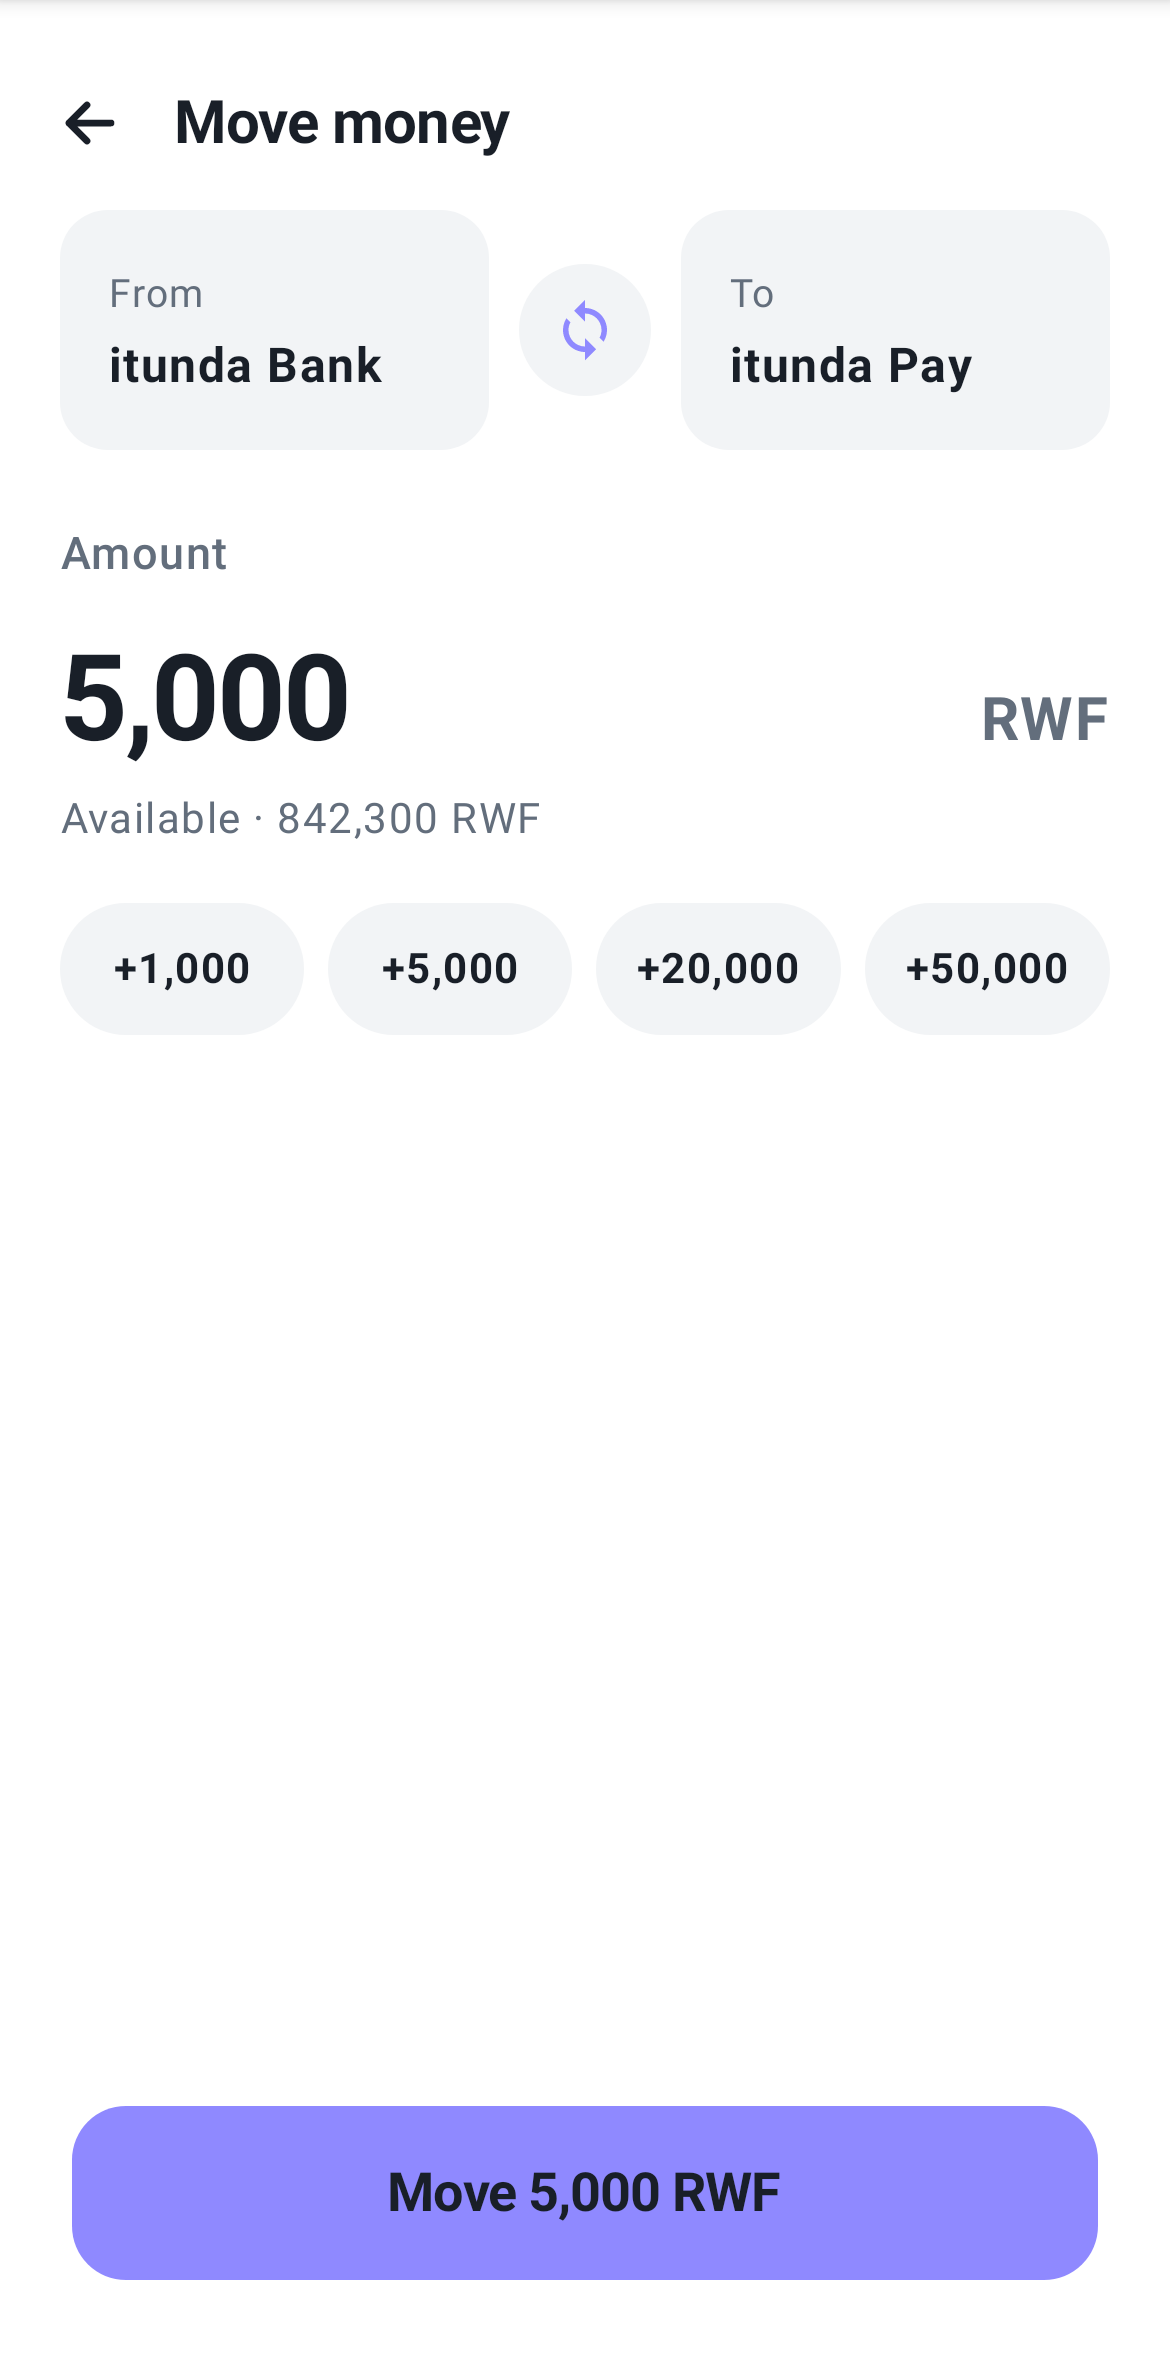 Move money
From
itunda Bank
To
itunda Pay
Amount
5,000
RWF
Available · 842,300 RWF
+1,000
+5,000
+20,000
+50,000
Move 5,000 RWF